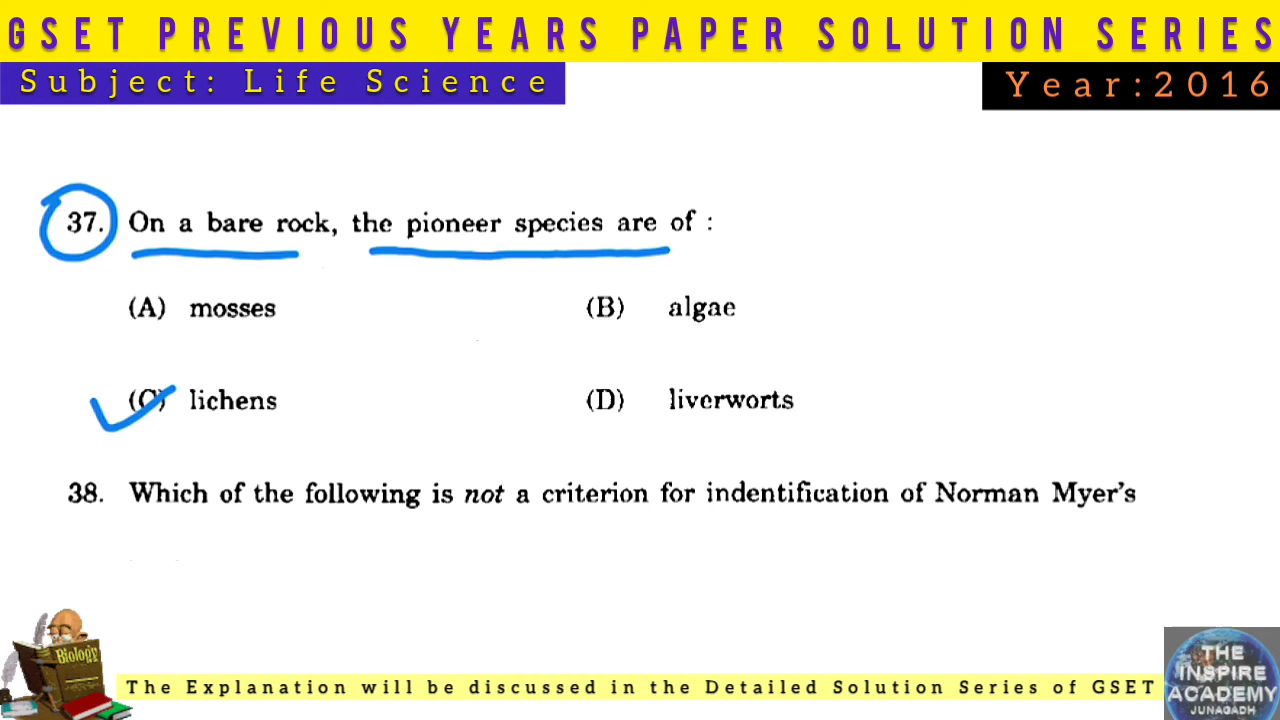 GSET PREVIOUS YEARS PAPER SOLUTION SERIES
Subject: Life Science
Year:2016
37. On a bare rock, the pioneer species are of :
(A) mosses (B) algae
(C) lichens (D) liverworts
38. Which of the following is not a criterion for indentification of Norman Myer's
Biology
The Explanation will be discussed in the Detailed Solution Series of GSET
THE
INSPIRE
ACADEMY
JUNAGADH